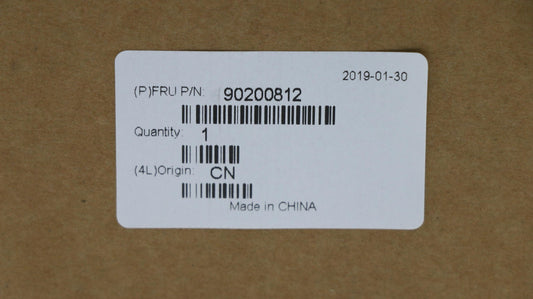 2019-01-30
(P)FRU P/N: 90200812
Quantity: 1
(4L)Origin: CN
Made in CHINA